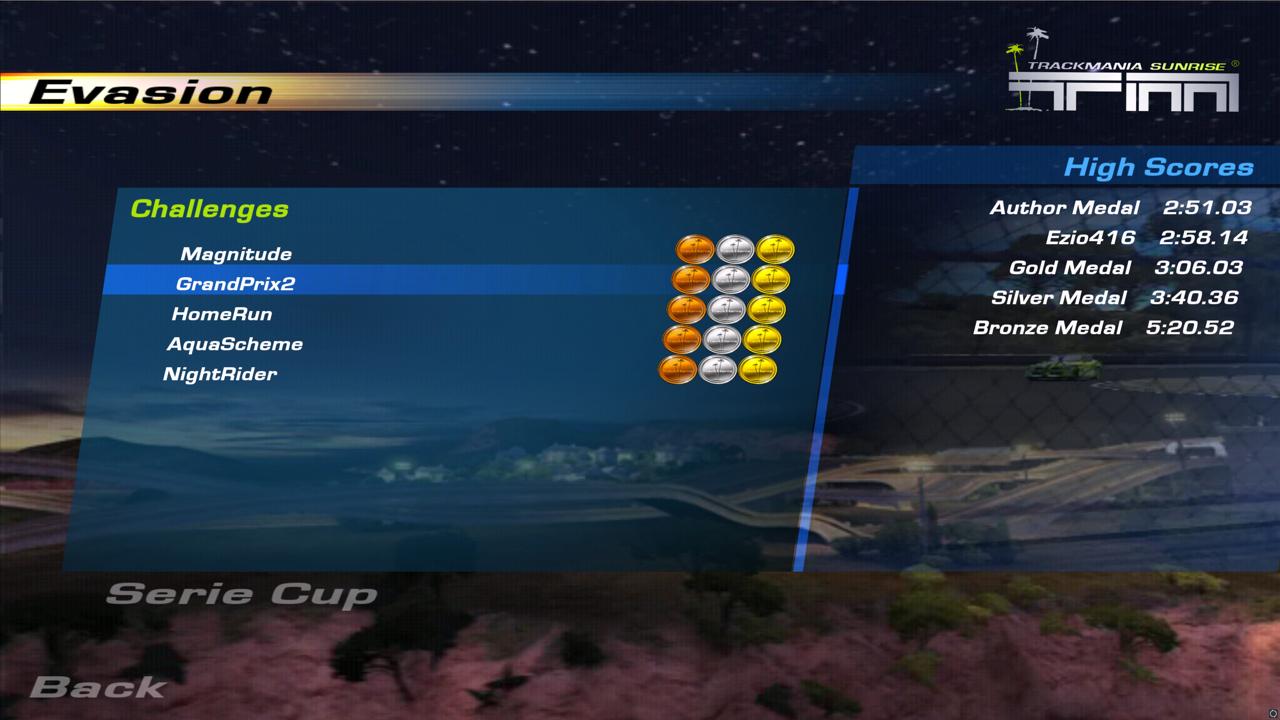 TRACKMANIA SUNRISE®
TM
Evasion
High Scores
Challenges
Author Medal 2:51.03
Ezio416 2:58.14
Gold Medal 3:06.03
Silver Medal 3:40.36
Bronze Medal 5:20.52
Magnitude
GrandPrix2
HomeRun
AquaScheme
NightRider
Serie Cup
Back